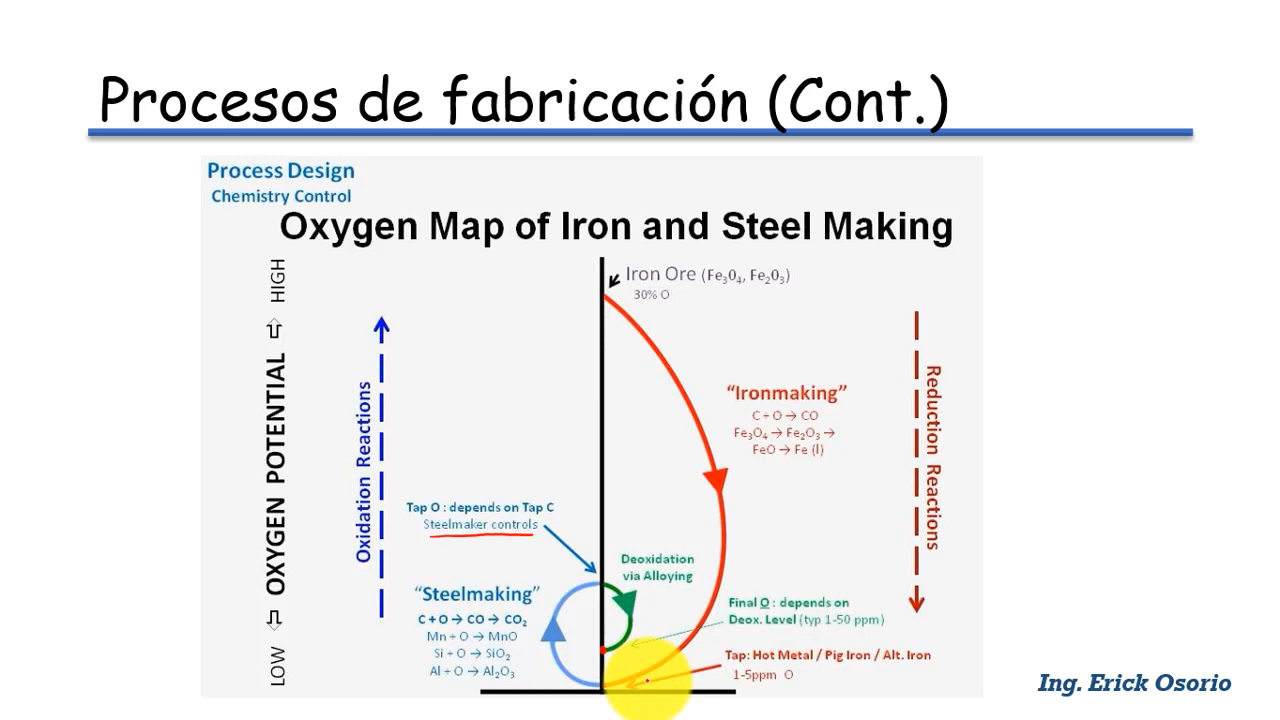 Procesos de fabricación (Cont.)
Process Design
Chemistry Control
Oxygen Map of Iron and Steel Making
LOW ⇦ OXYGEN POTENTIAL ⇨ HIGH
Oxidation Reactions
Iron Ore (Fe₃0₄, Fe₂0₃)
30% O
"Ironmaking"
C + O → CO
Fe₃O₄ → Fe₂O₃ →
FeO → Fe (l)
Reduction Reactions
Tap O : depends on Tap C
Steelmaker controls
Deoxidation
via Alloying
"Steelmaking"
C + O → CO → CO₂
Mn + O → MnO
Si + O → SiO₂
Al + O → Al₂O₃
Final O : depends on
Deox. Level (typ 1-50 ppm)
Tap: Hot Metal / Pig Iron / Alt. Iron
1-5ppm O
Ing. Erick Osorio